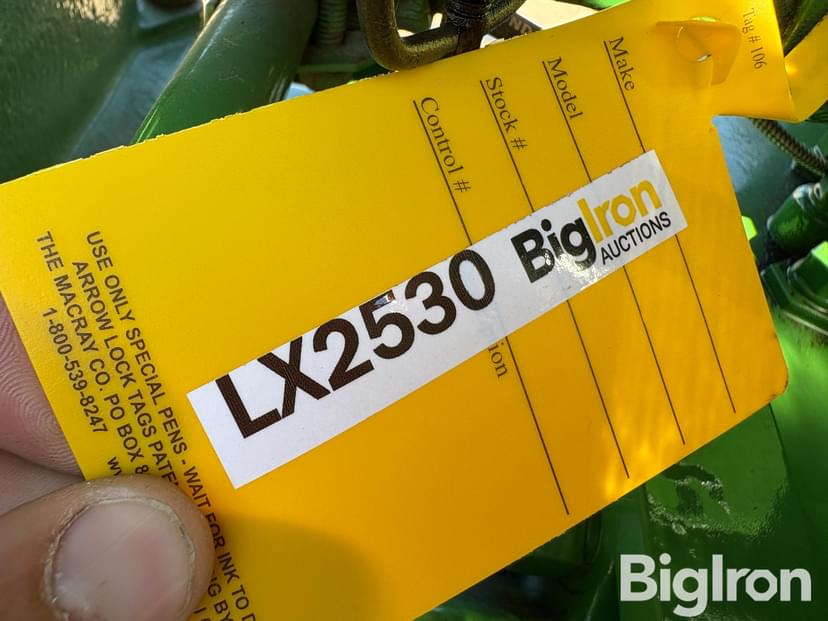 Tag # 106
Make
Model
Stock #
Control #
LX2530 BigIron
AUCTIONS
USE ONLY SPECIAL PENS - WAIT FOR INK TO
ARROW LOCK TAGS
THE MACRAY CO. PO BOX
1-800-539-8247
BigIron